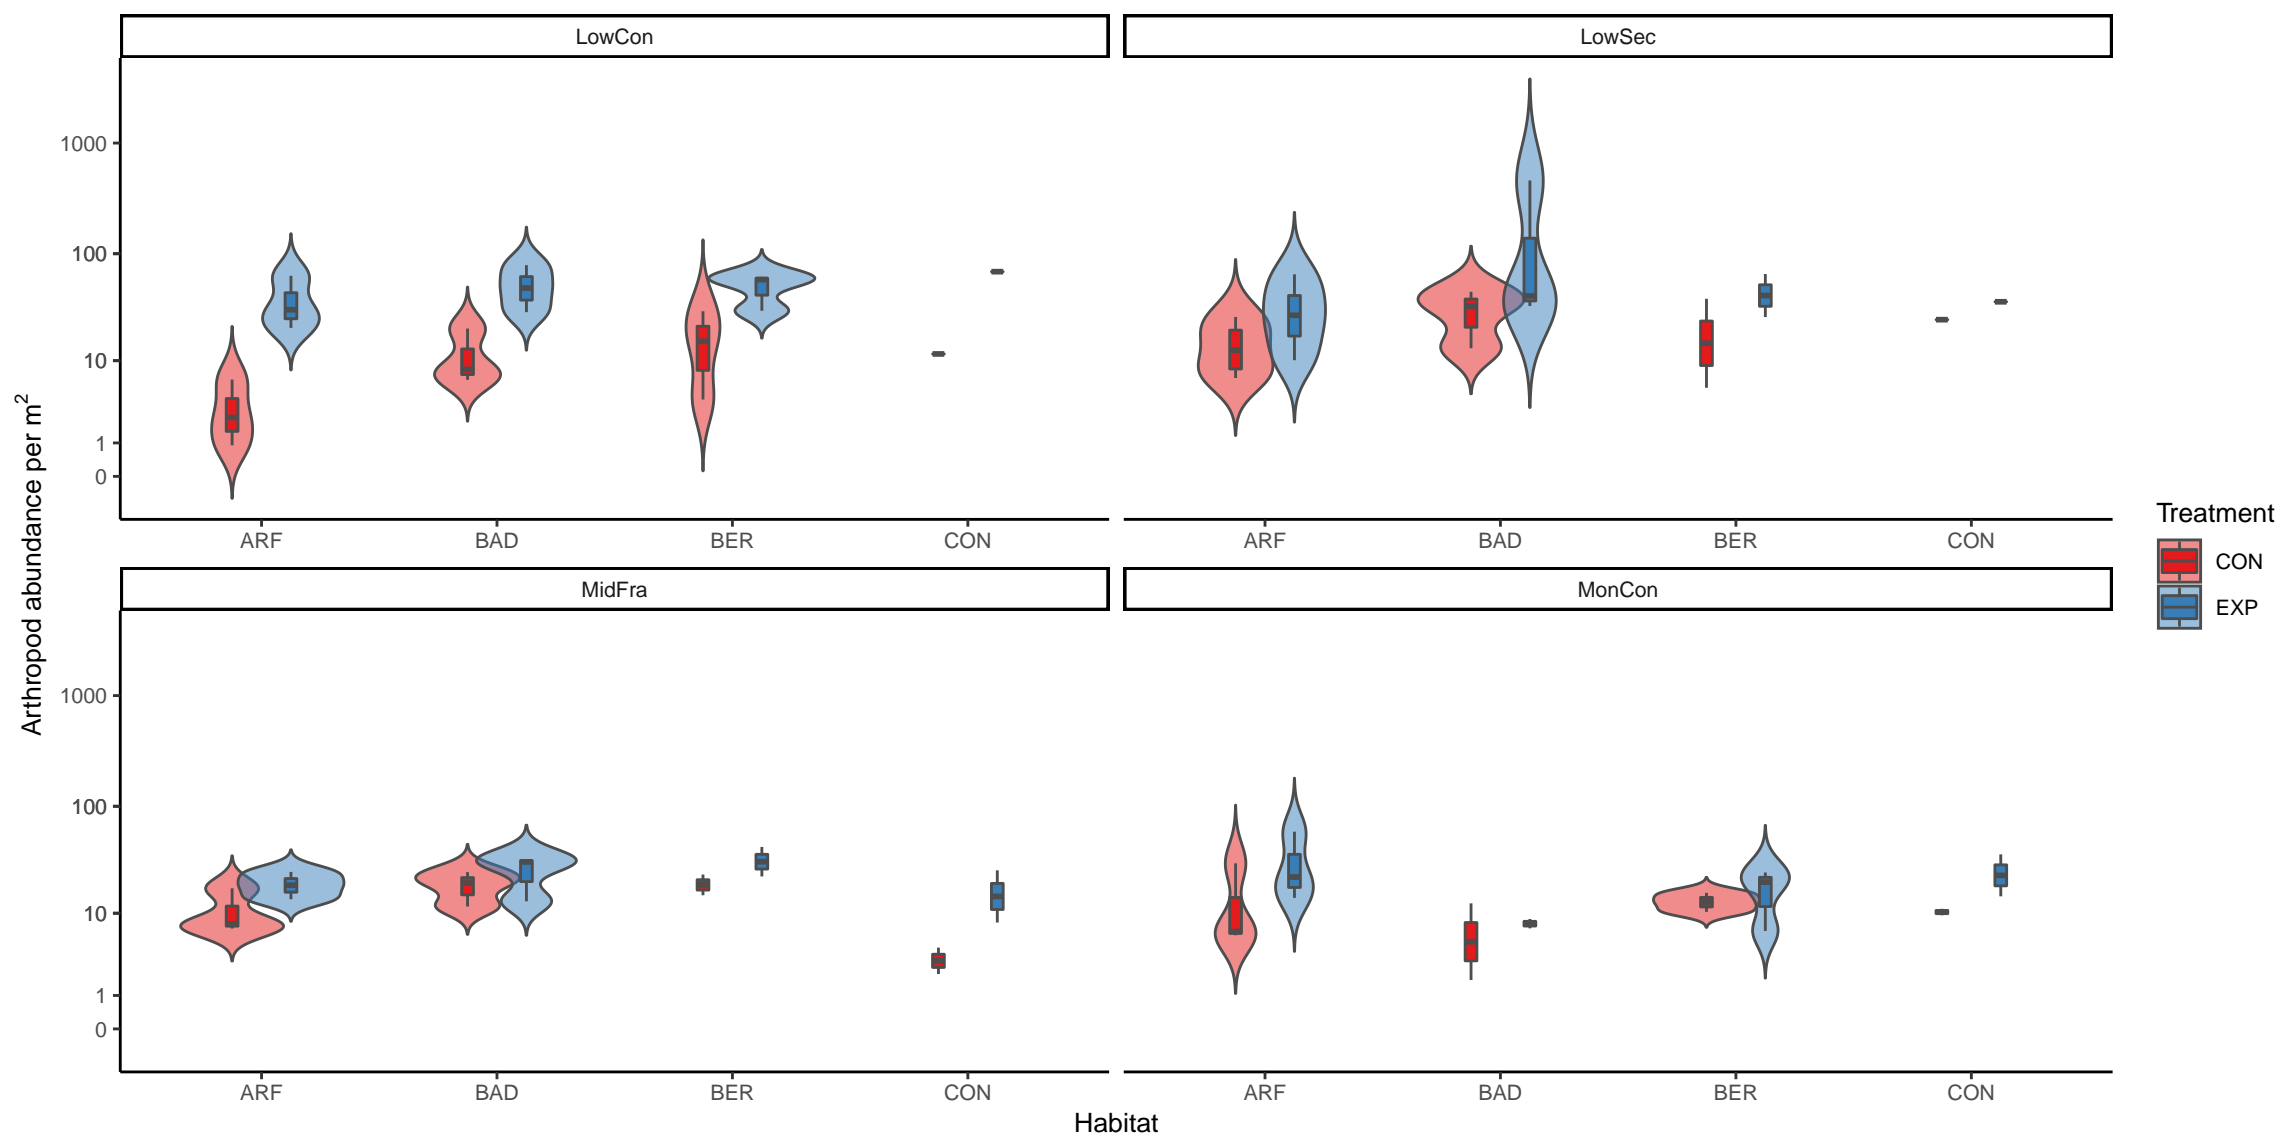 LowCon
LowSec
1000
100
10
1
0
ARF BAD BER CON
ARF BAD BER CON
MidFra
MonCon
1000
100
10
1
0
ARF BAD BER CON
ARF BAD BER CON
Habitat
Arthropod abundance per m²
Treatment
CON
EXP